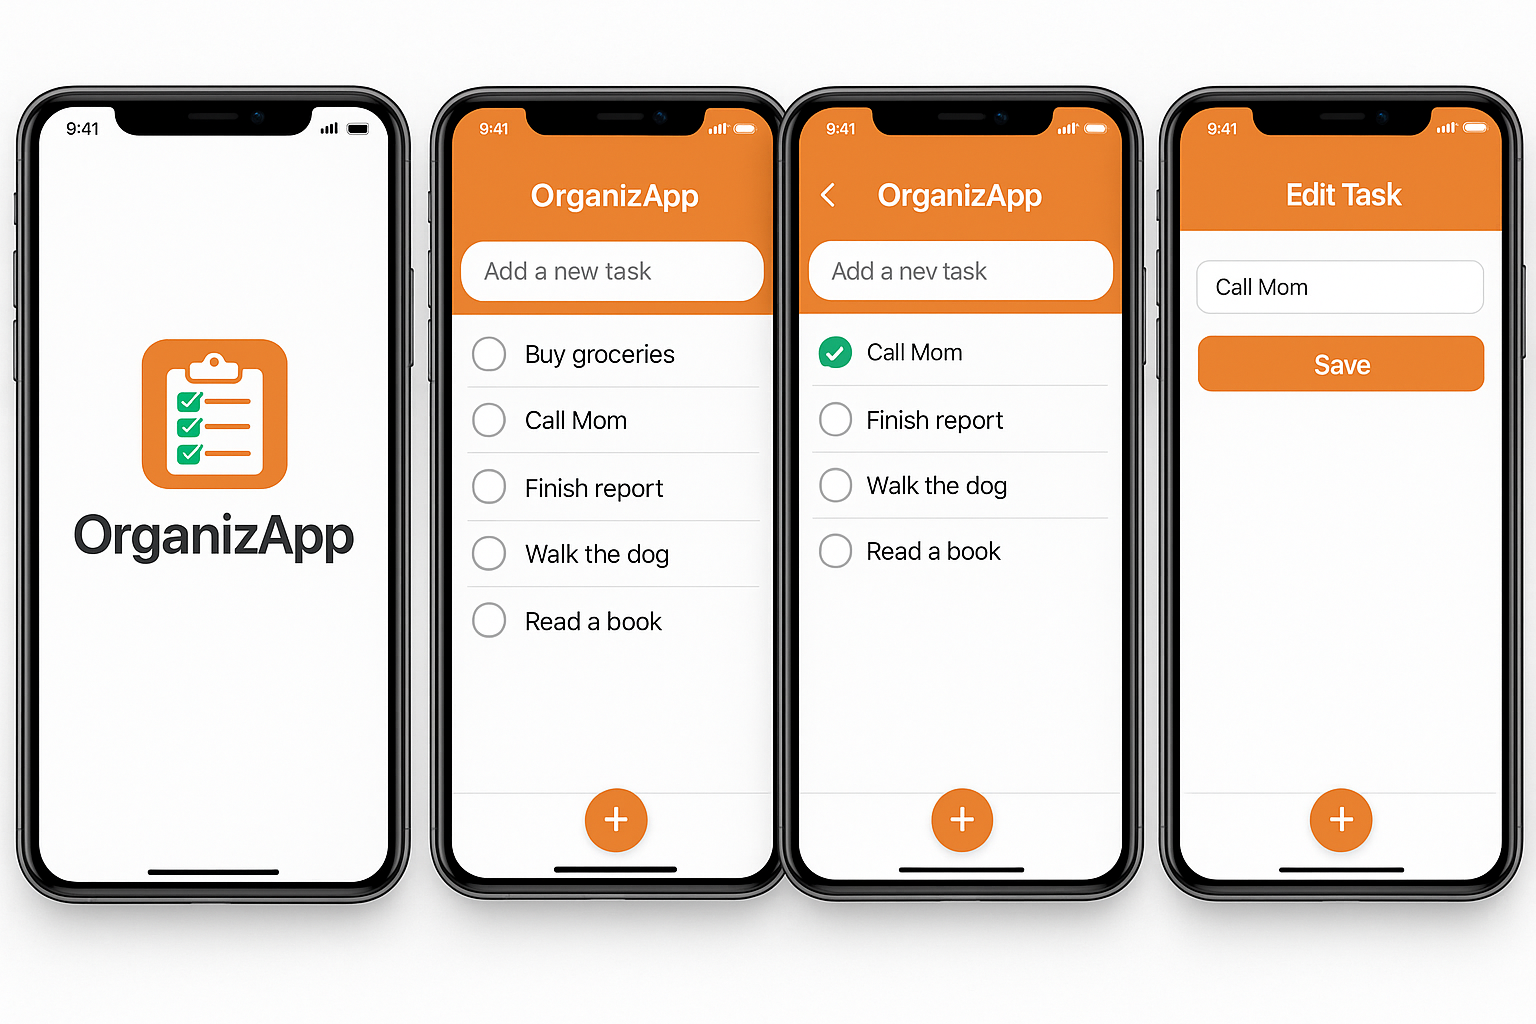 9:41
OrganizApp
9:41
OrganizApp
Add a new task
Buy groceries
Call Mom
Finish report
Walk the dog
Read a book
9:41
OrganizApp
Add a nev task
Call Mom
Finish report
Walk the dog
Read a book
9:41
Edit Task
Call Mom
Save